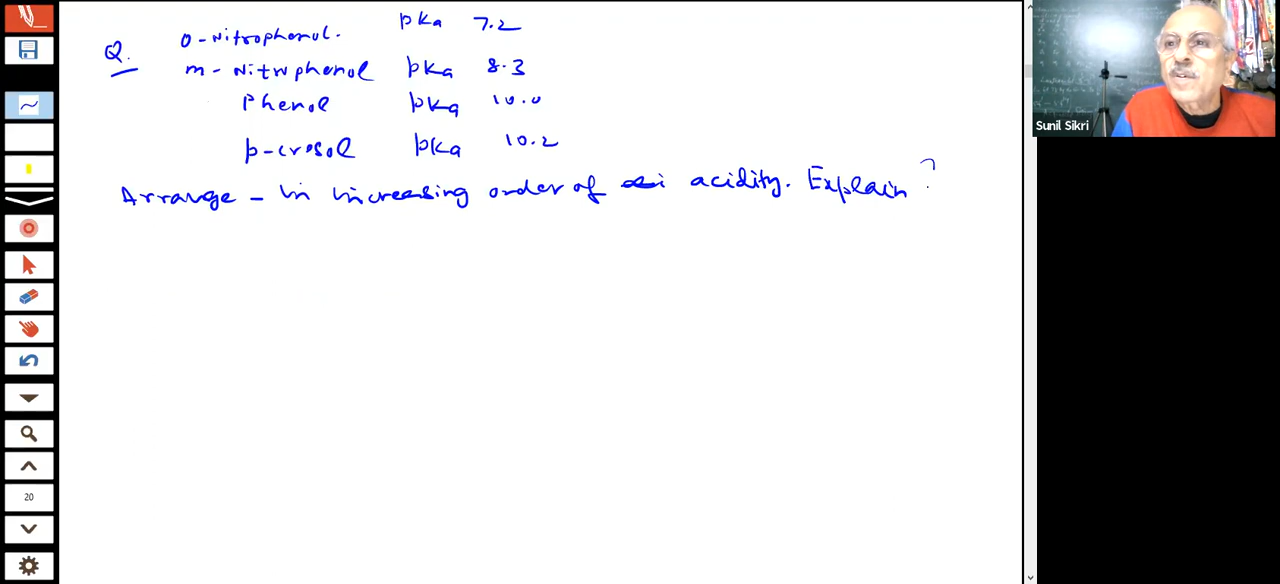 Q. o-Nitrophenol. pka 7.2
m-Nitrophenol pka 8.3
Phenol pka 10.0
p-cresol pka 10.2
Arrange - in increasing order of acidity. Explain ?
Sunil Sikri
20